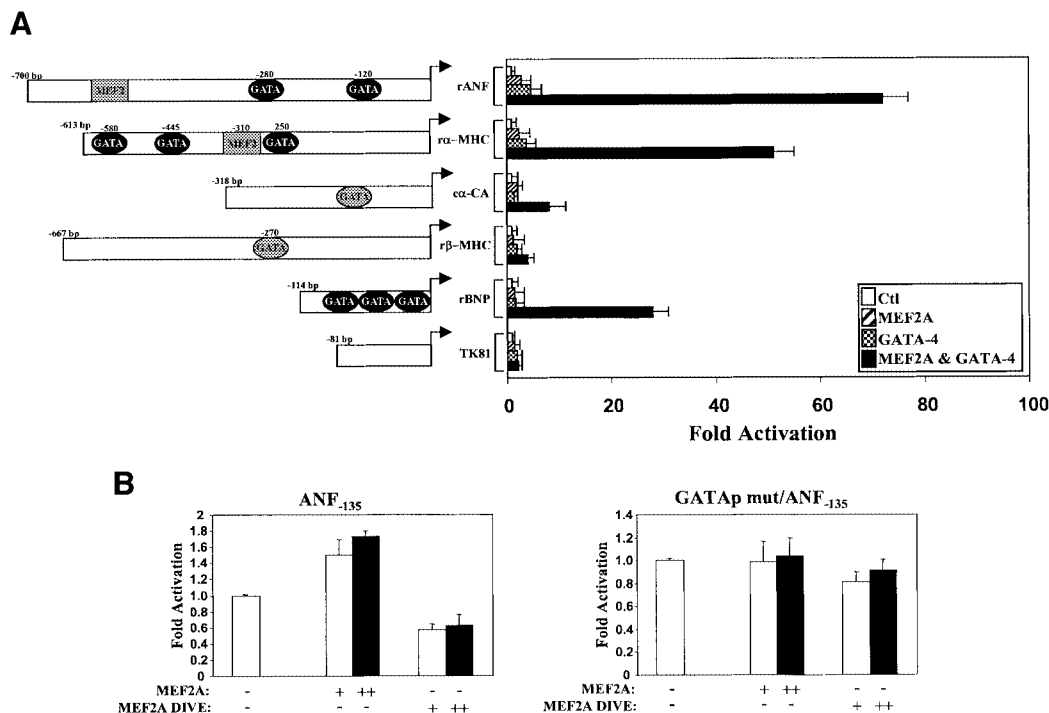 A
-700 bp
MEF2
-280
GATA
-120
GATA
rANF
-613 bp
-580
GATA
-445
GATA
-310
MEF2
250
GATA
rα-MHC
-318 bp
GATA
cα-CA
-667 bp
-270
GATA
rβ-MHC
-114 bp
GATA GATA GATA
rBNP
-81 bp
TK81
Ctl
MEF2A
GATA-4
MEF2A & GATA-4
0 20 40 60 80 100
Fold Activation
B
ANF-135
Fold Activation
2
1.8
1.6
1.4
1.2
1.0
0.8
0.6
0.4
0.2
0
MEF2A: - + ++ - -
MEF2A DIVE: - - - + ++
GATAp mut/ANF-135
Fold Activation
1.4
1.2
1.0
0.8
0.6
0.4
0.2
0
MEF2A: - + ++ - -
MEF2A DIVE: - - - + ++